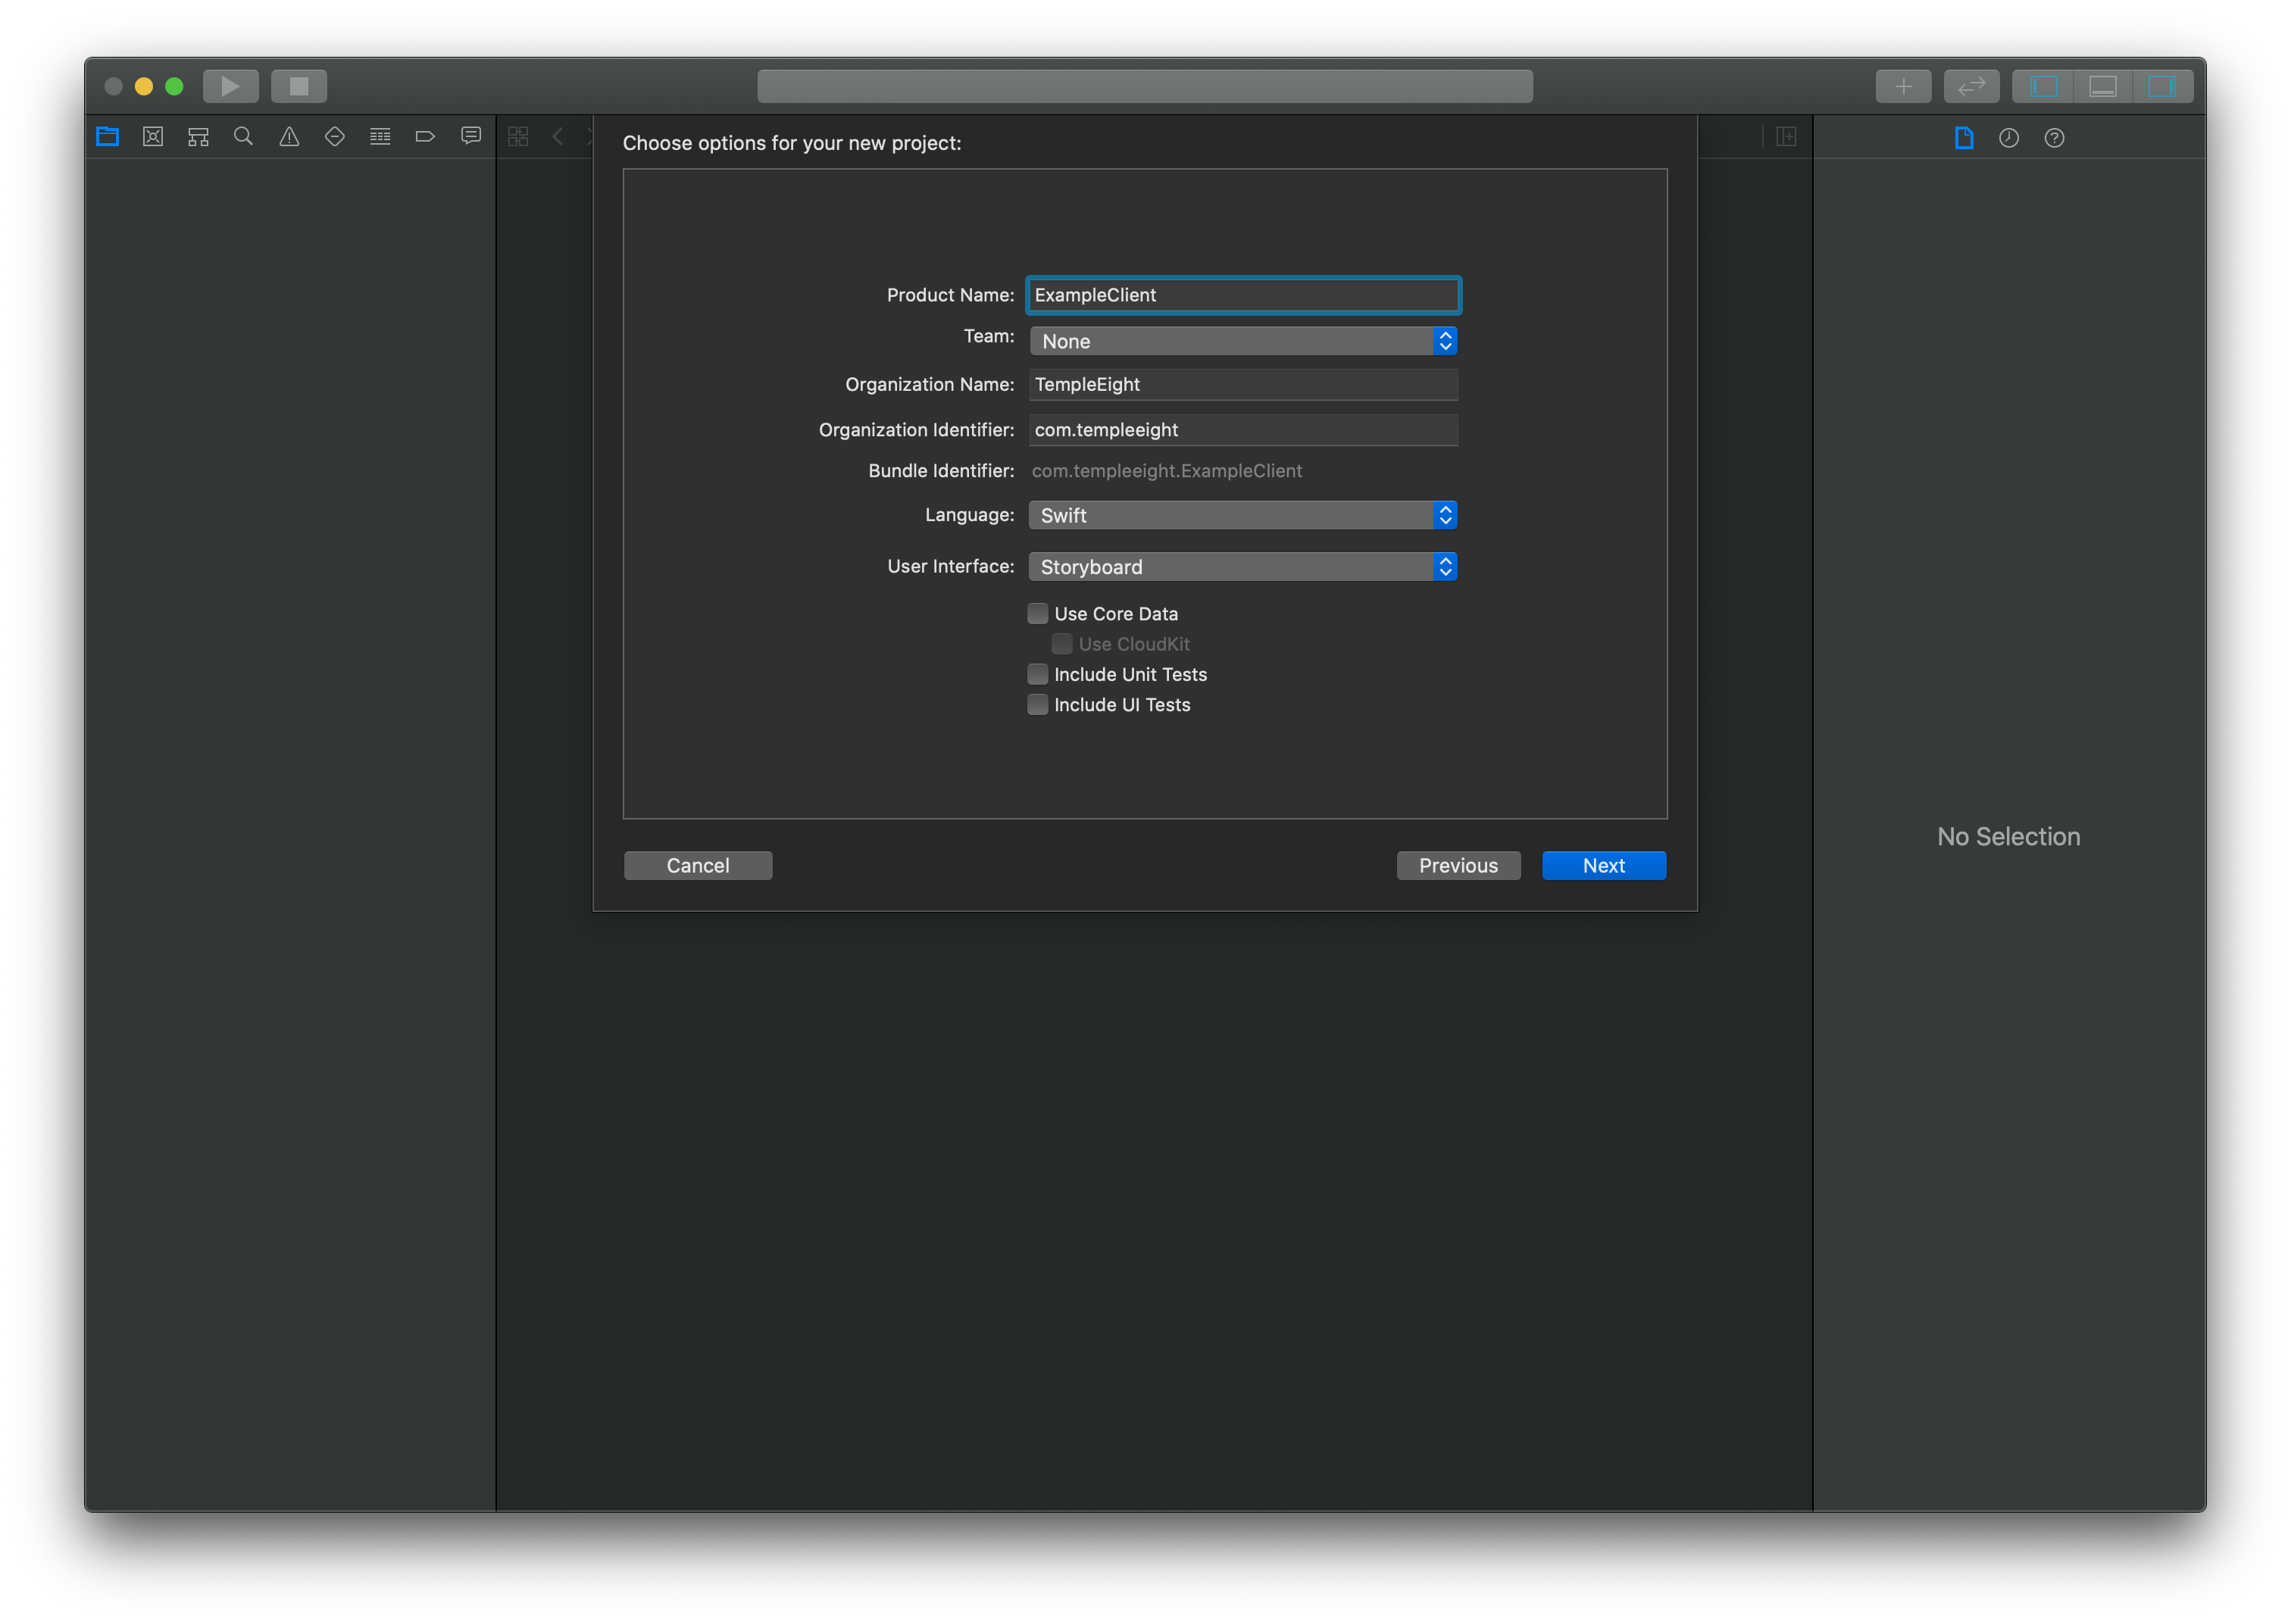 Choose options for your new project:
Product Name: ExampleClient
Team: None
Organization Name: TempleEight
Organization Identifier: com.templeeight
Bundle Identifier: com.templeeight.ExampleClient
Language: Swift
User Interface: Storyboard
Use Core Data
Use CloudKit
Include Unit Tests
Include UI Tests
Cancel Previous Next
No Selection